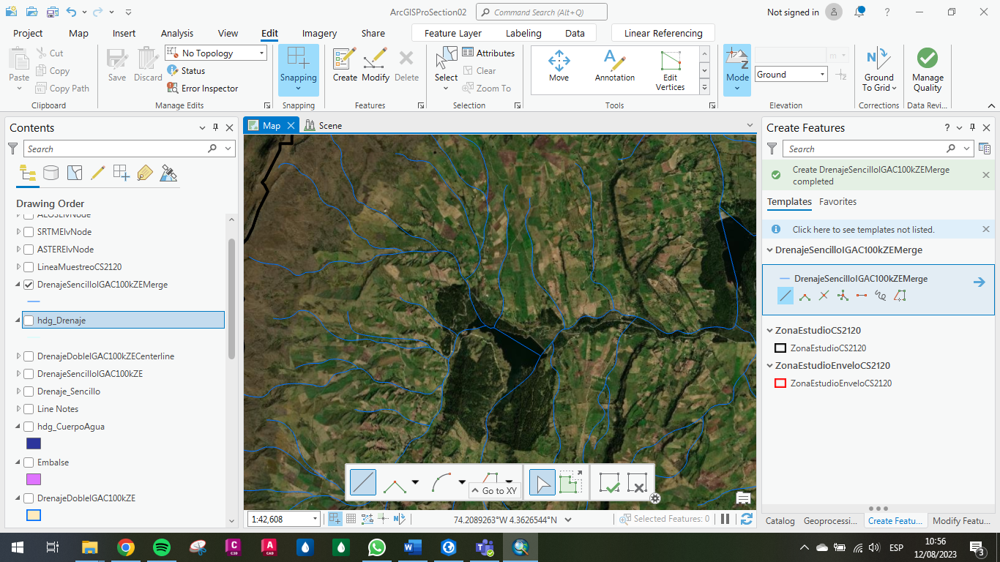 ArcGISProSection02
Command Search (Alt+Q)
Not signed in
?
Project
Map
Insert
Analysis
View
Edit
Imagery
Share
Feature Layer
Labeling
Data
Linear Referencing
Paste
Cut
Copy
Copy Path
Clipboard
Save
Discard
No Topology
Status
Error Inspector
Manage Edits
Snapping
Snapping
Create
Modify
Delete
Features
Select
Attributes
Clear
Zoom To
Selection
Move
Annotation
Edit
Vertices
Tools
Mode
m
Ground
Elevation
Ground
To Grid
Corrections
Manage
Quality
Data Revi...
Contents
Search
Drawing Order
ALOSElvNode
SRTMElvNode
ASTERElvNode
LineaMuestreoCS2120
DrenajeSencilloIGAC100kZEMerge
hdg_Drenaje
DrenajeDobleIGAC100kZECenterline
DrenajeSencilloIGAC100kZE
Drenaje_Sencillo
Line Notes
hdg_CuerpoAgua
Embalse
DrenajeDobleIGAC100kZE
Map
Scene
Go to XY
1:42,608
74.2089263°W 4.3626544°N
Selected Features: 0
Create Features
?
Search
Create DrenajeSencilloIGAC100kZEMerge
completed
Templates
Favorites
Click here to see templates not listed.
DrenajeSencilloIGAC100kZEMerge
DrenajeSencilloIGAC100kZEMerge
ZonaEstudioCS2120
ZonaEstudioCS2120
ZonaEstudioEnveloCS2120
ZonaEstudioEnveloCS2120
Catalog
Geoprocessi...
Create Featu...
Modify Featu...
ESP
10:56
12/08/2023
3